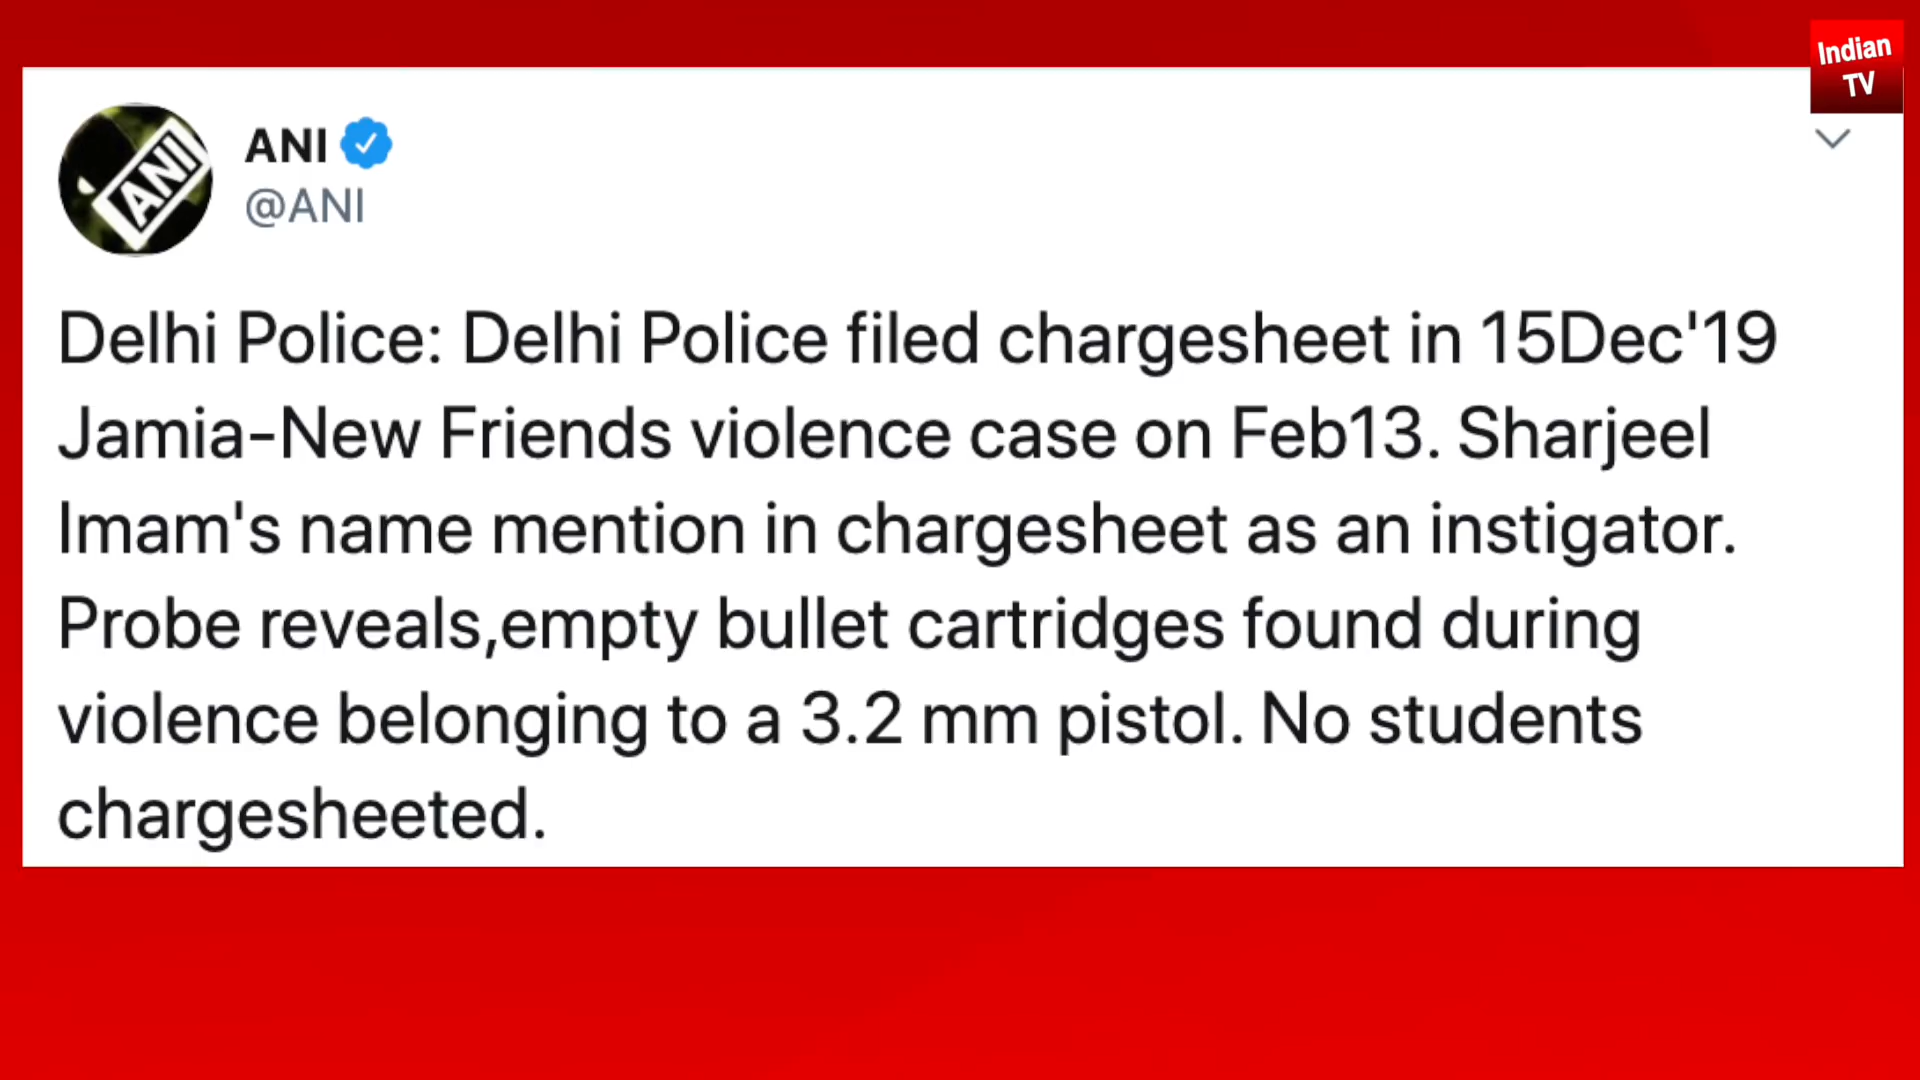 Indian
TV
ANI
ANI
@ANI
Delhi Police: Delhi Police filed chargesheet in 15Dec'19
Jamia-New Friends violence case on Feb13. Sharjeel
Imam's name mention in chargesheet as an instigator.
Probe reveals,empty bullet cartridges found during
violence belonging to a 3.2 mm pistol. No students
chargesheeted.